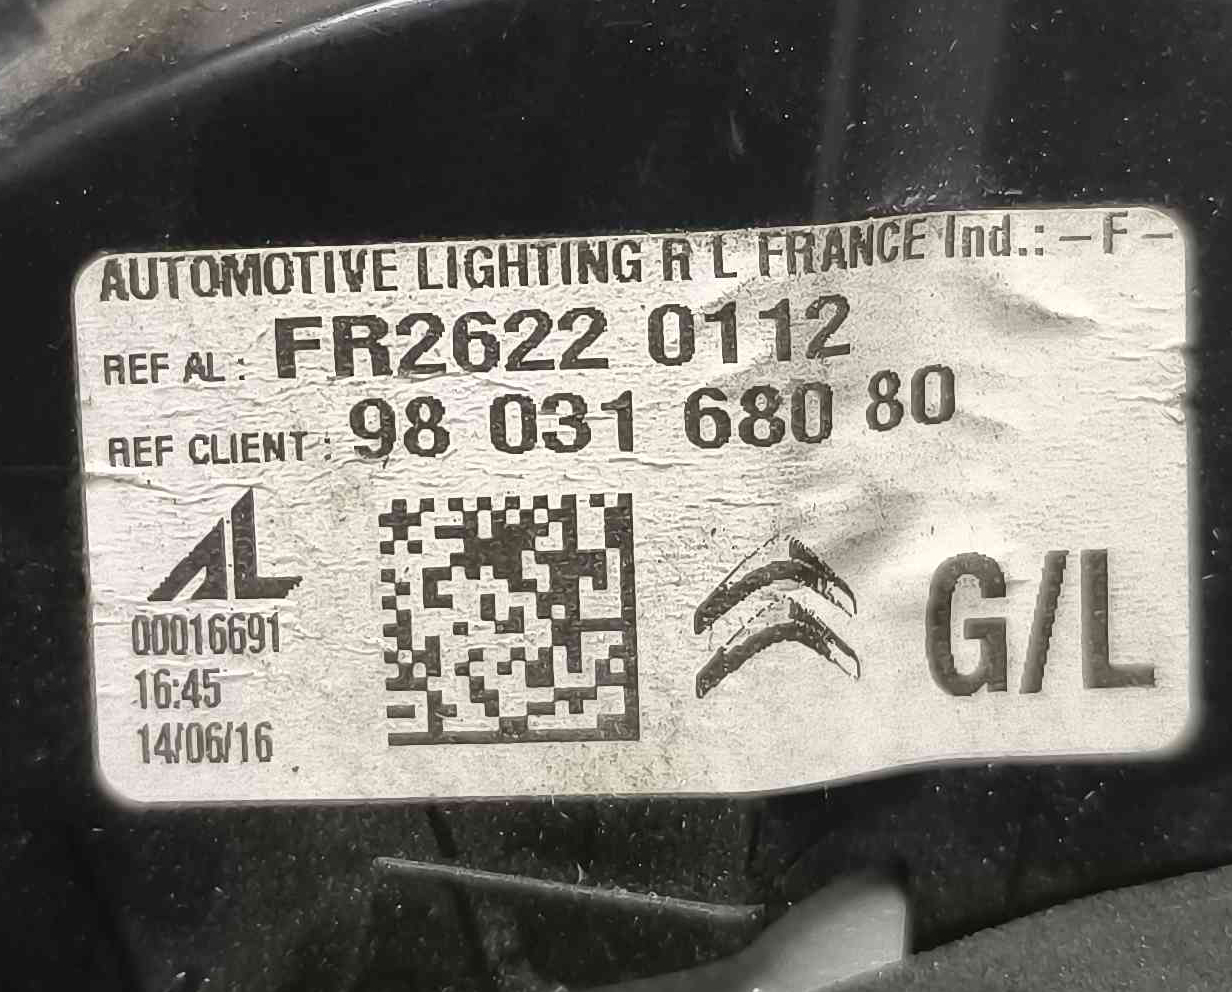 AUTOMOTIVE LIGHTING R L FRANCE Ind.: -F-
REF AL: FR2622 0112
REF CLIENT: 98 031 680 80
AL
00016691
16:45
14/06/16
G/L